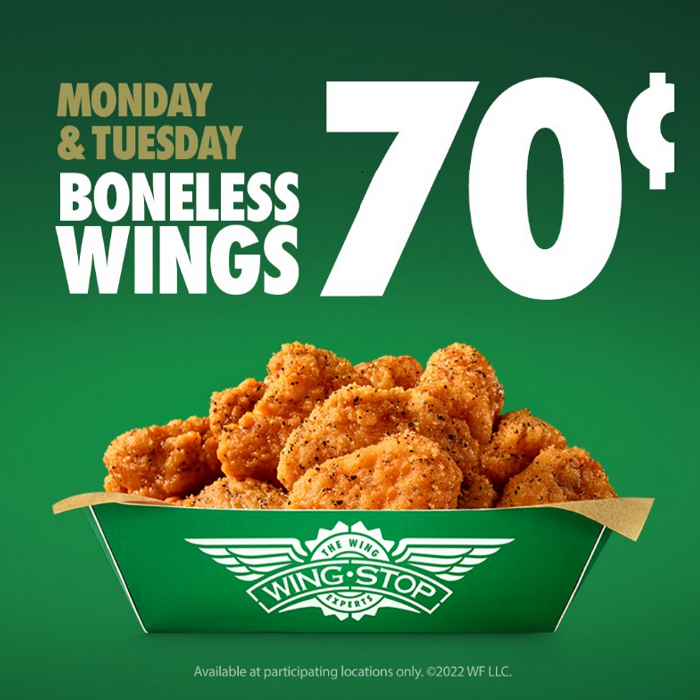 MONDAY
& TUESDAY
BONELESS
WINGS
70¢
THE WING
WING•STOP
EXPERTS
Available at participating locations only. ©2022 WF LLC.